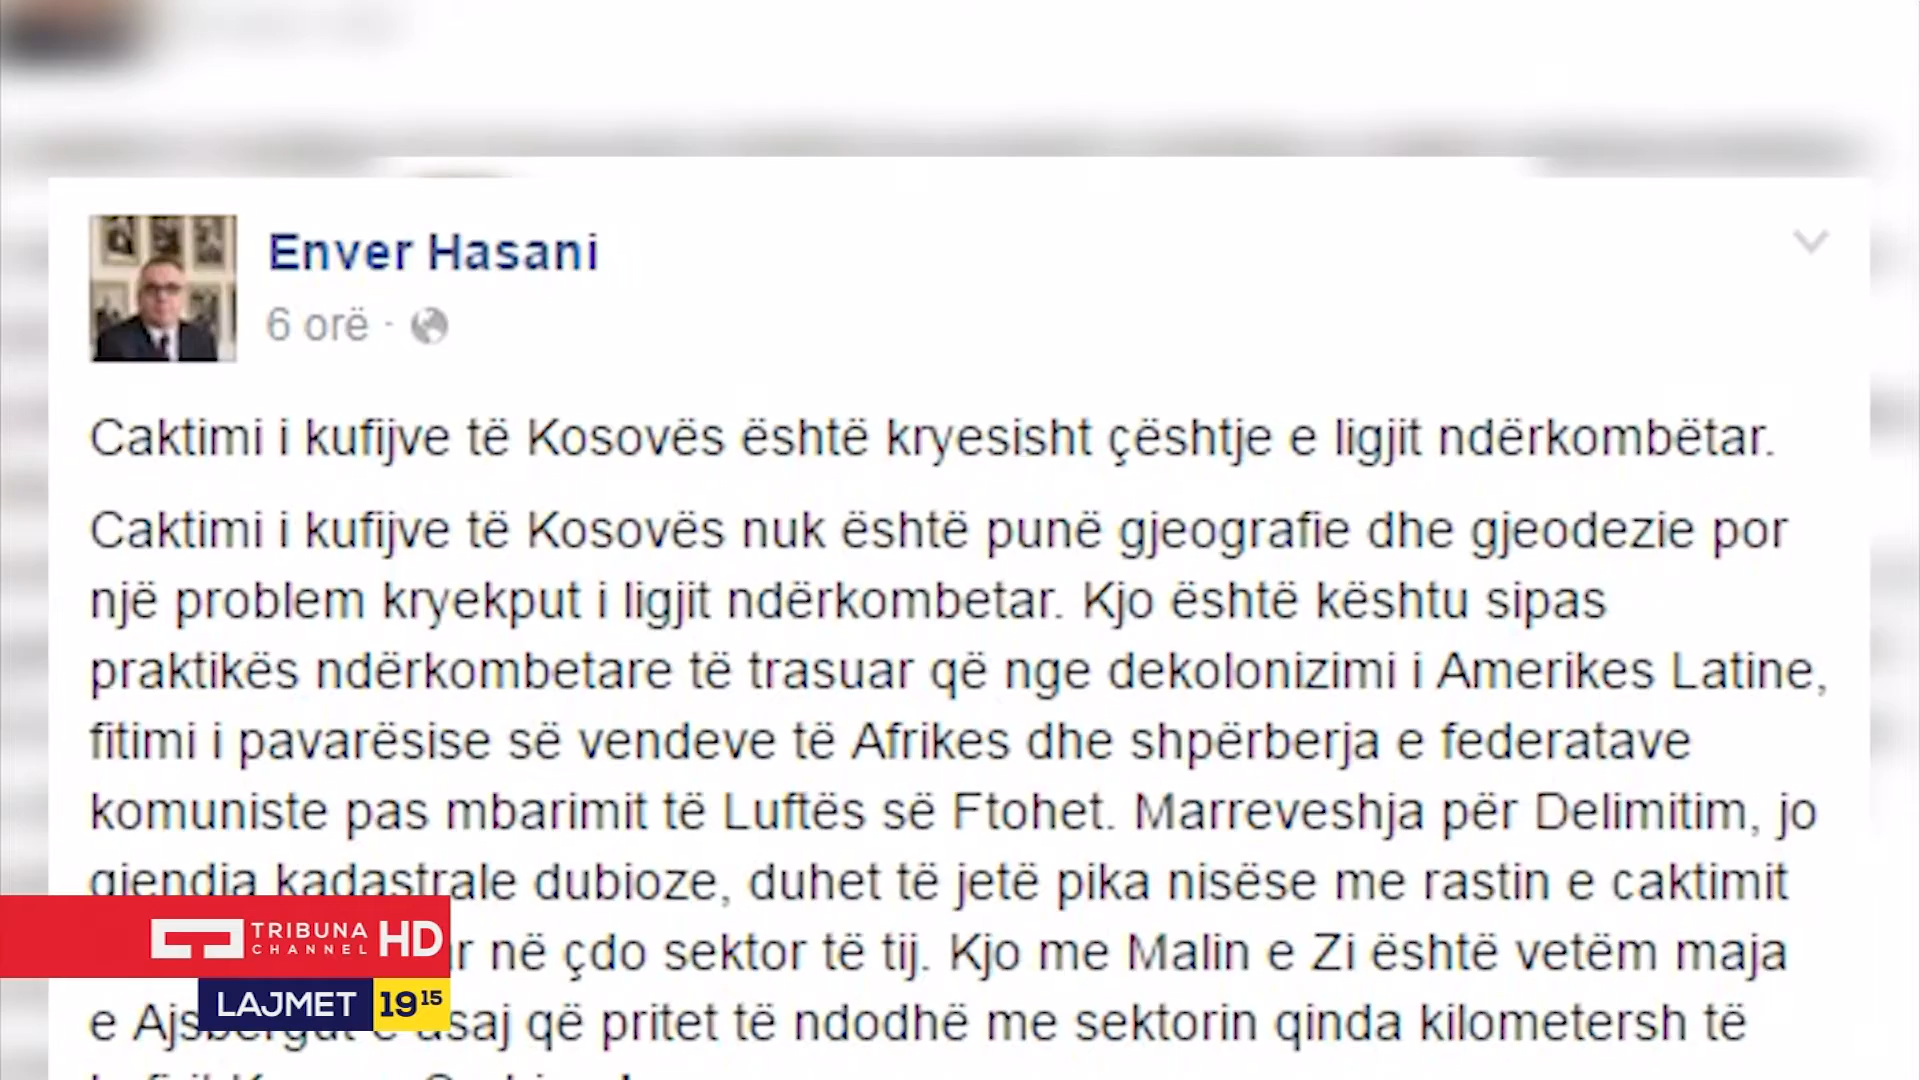 Enver Hasani
6 orë ·
Caktimi i kufijve të Kosovës është kryesisht çështje e ligjit ndërkombëtar.
Caktimi i kufijve të Kosovës nuk është punë gjeografie dhe gjeodezie por
një problem kryekput i ligjit ndërkombetar. Kjo është kështu sipas
praktikës ndërkombetare të trasuar që nge dekolonizimi i Amerikes Latine,
fitimi i pavarësise së vendeve të Afrikes dhe shpërberja e federatave
komuniste pas mbarimit të Luftës së Ftohet. Marreveshja për Delimitim, jo
gjendja kadastrale dubioze, duhet të jetë pika nisëse me rastin e caktimit
në çdo sektor të tij. Kjo me Malin e Zi është vetëm maja
e Ajsbergut e asaj që pritet të ndodhë me sektorin qinda kilometersh të
TRIBUNA CHANNEL HD
LAJMET 19 15